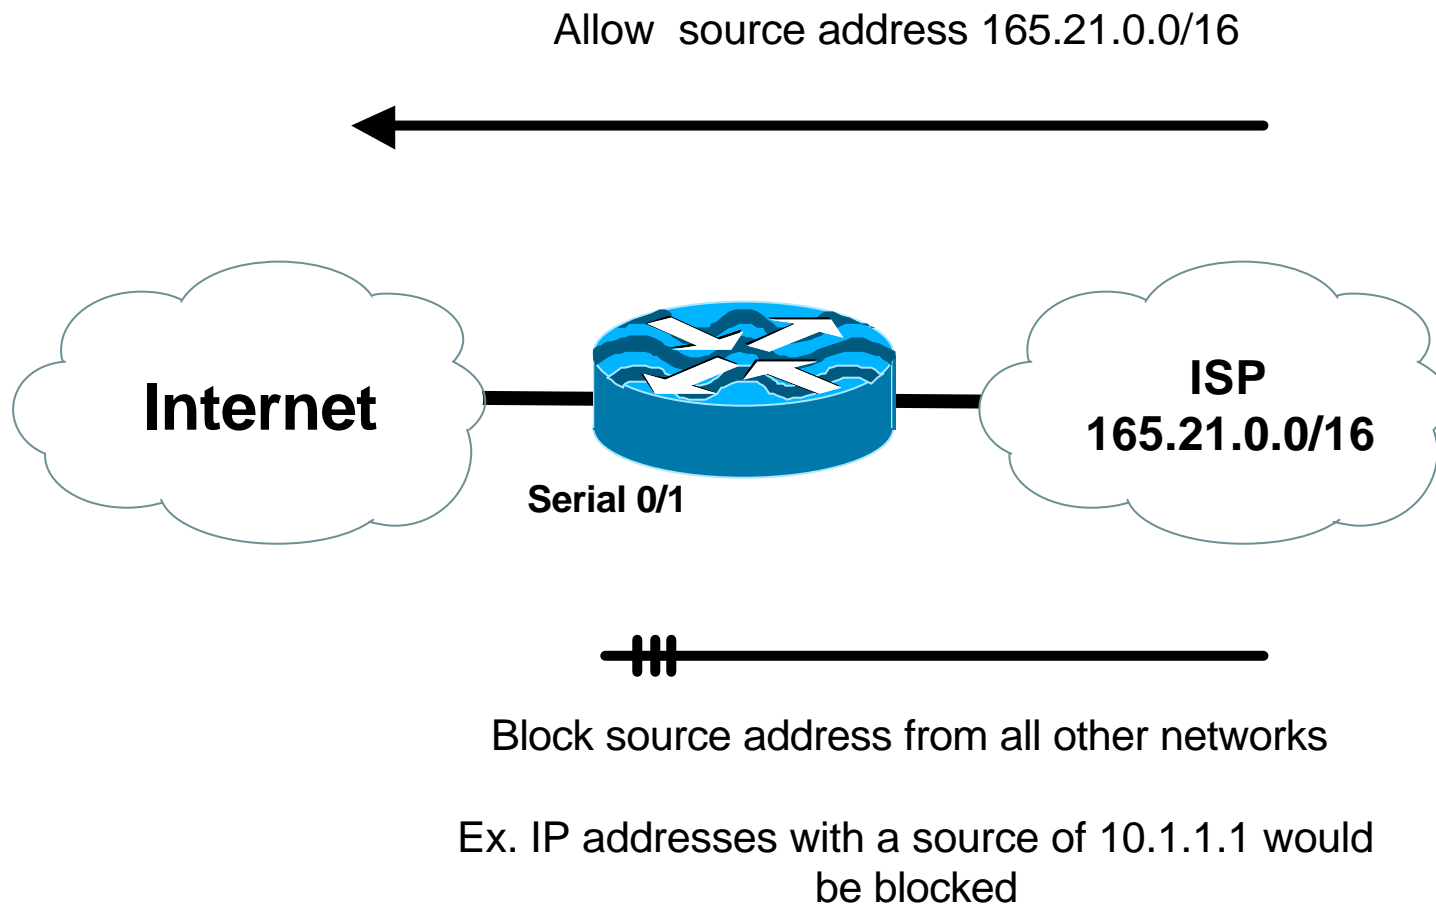 Allow source address 165.21.0.0/16
Internet
ISP
165.21.0.0/16
Serial 0/1
Block source address from all other networks
Ex. IP addresses with a source of 10.1.1.1 would
be blocked